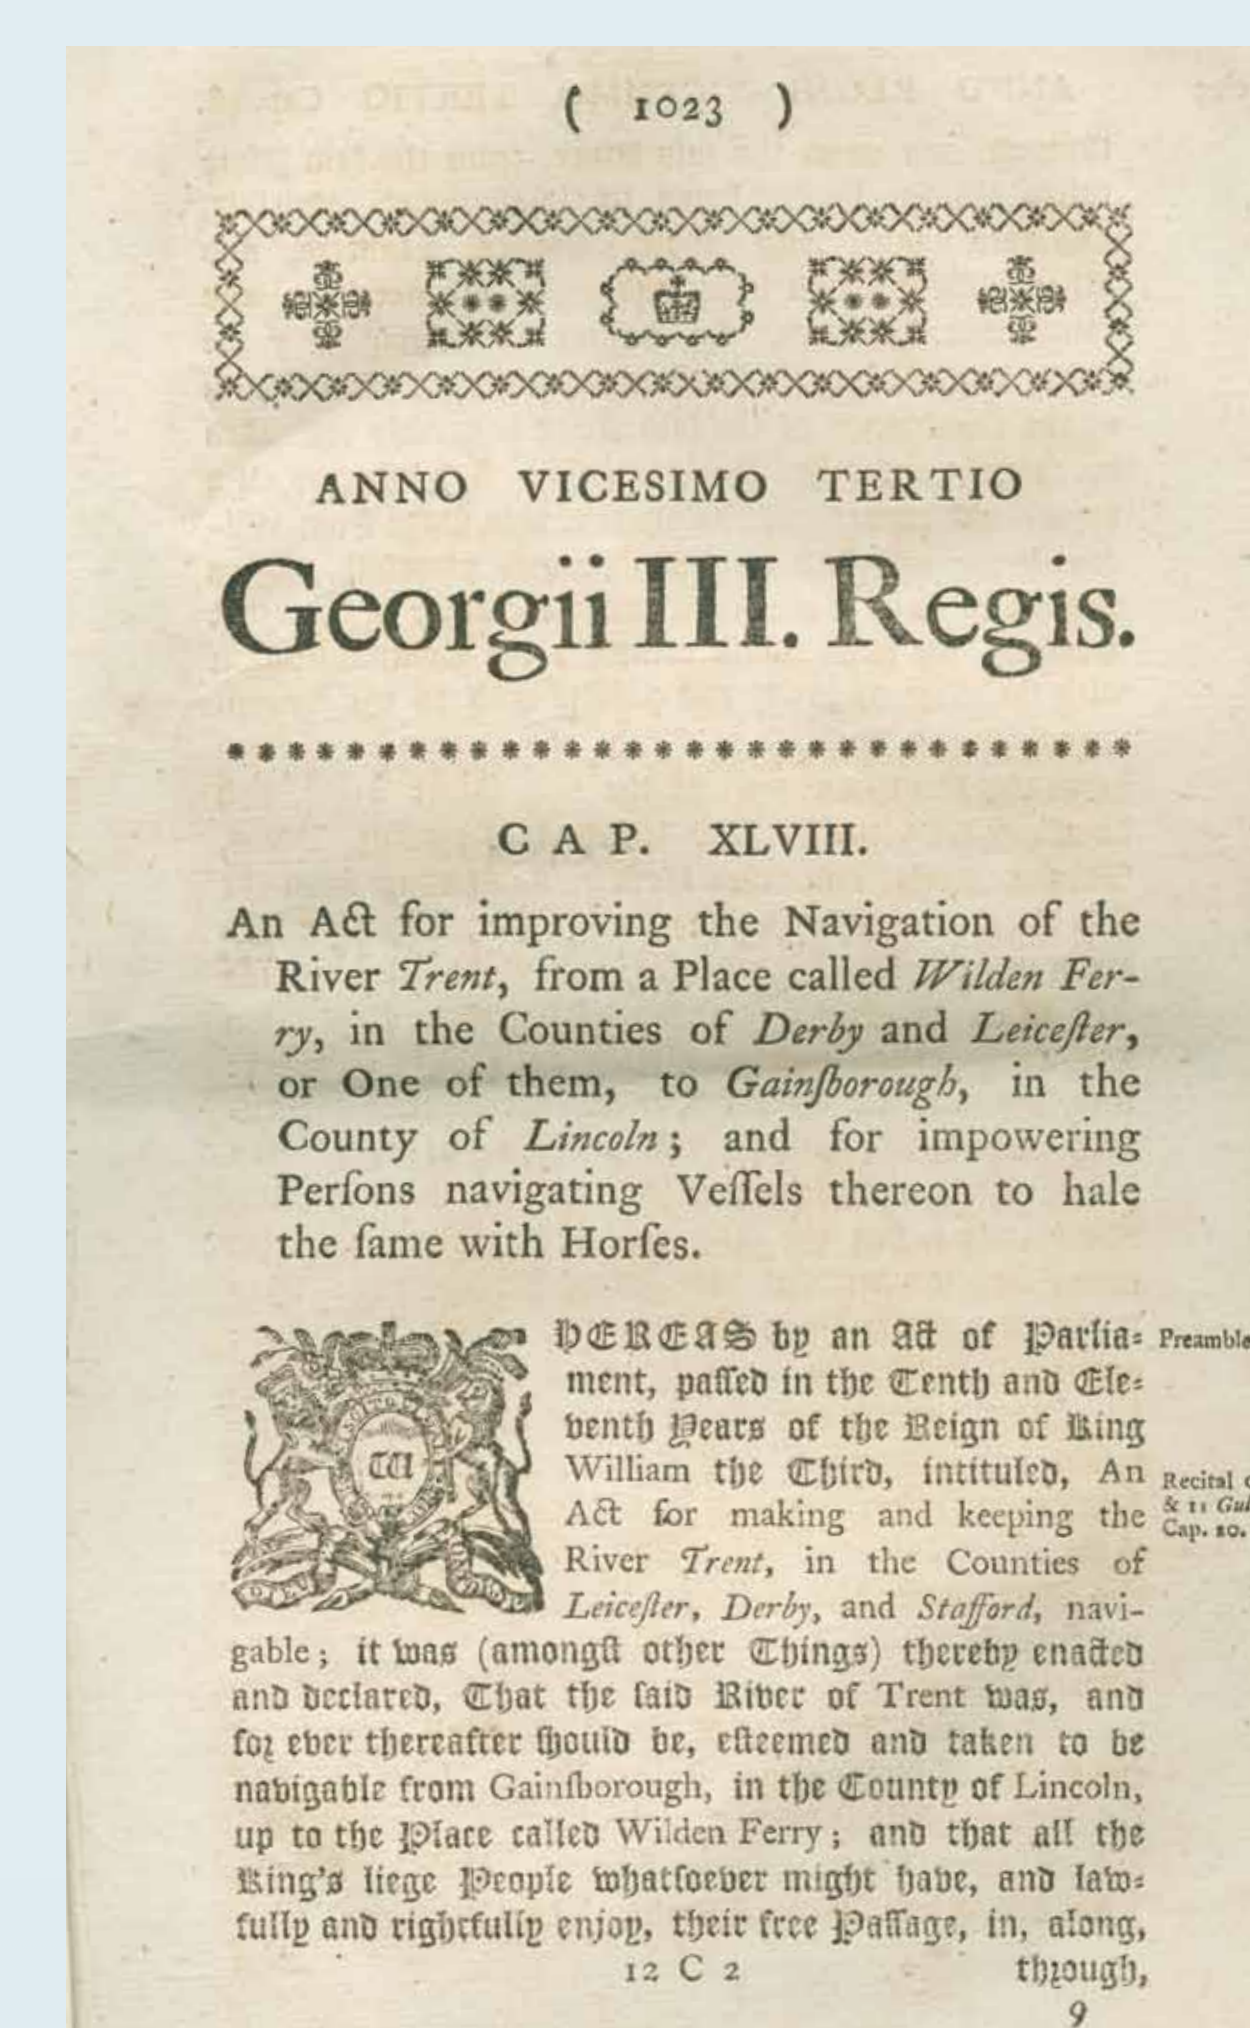 ( 1023 )
ANNO VICESIMO TERTIO
Georgii III. Regis.
CAP. XLVIII.
An Act for improving the Navigation of the
River Trent, from a Place called Wilden Fer-
ry, in the Counties of Derby and Leiceſter,
or One of them, to Gainſborough, in the
County of Lincoln; and for impowering
Perſons navigating Veſſels thereon to hale
the ſame with Horſes.
WHEREAS by an Act of Parlia-
ment, paſſed in the Tenth and Ele-
venth Years of the Reign of King
William the Third, intituled, An
Act for making and keeping the
River Trent, in the Counties of
Leiceſter, Derby, and Stafford, navi-
gable; it was (amongſt other Things) thereby enacted
and declared, That the ſaid River of Trent was, and
for ever thereafter ſhould be, eſteemed and taken to be
navigable from Gainſborough, in the County of Lincoln,
up to the Place called Wilden Ferry; and that all the
King's liege People whatſoever might have, and law-
fully and rightfully enjoy, their free Paſſage, in, along,
12 C 2
through,
9
Preamble
Recital
& 11
Cap. 20.